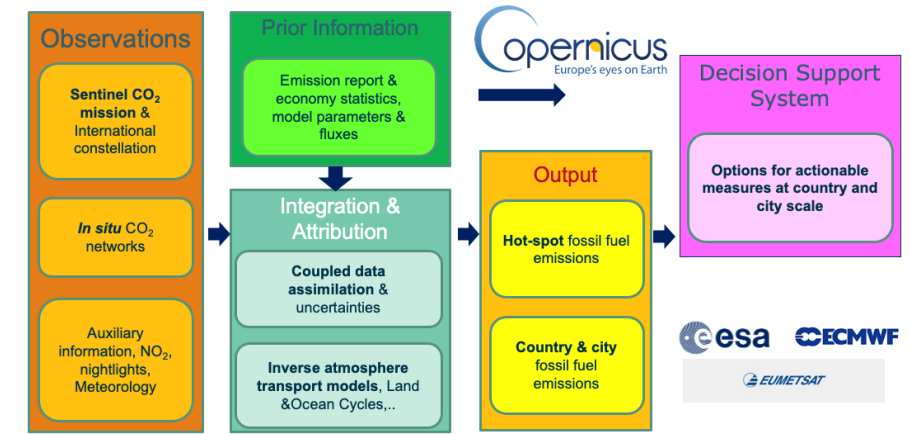 Observations
Sentinel CO₂
mission &
International
constellation
In situ CO₂
networks
Auxiliary
information, NO₂,
nightlights,
Meteorology
Prior Information
Emission report &
economy statistics,
model parameters &
fluxes
Integration &
Attribution
Coupled data
assimilation &
uncertainties
Inverse atmosphere
transport models, Land
&Ocean Cycles,..
Copernicus
Europe's eyes on Earth
Output
Hot-spot fossil fuel
emissions
Country & city
fossil fuel
emissions
Decision Support
System
Options for actionable
measures at country and
city scale
esa
ECMWF
EUMETSAT